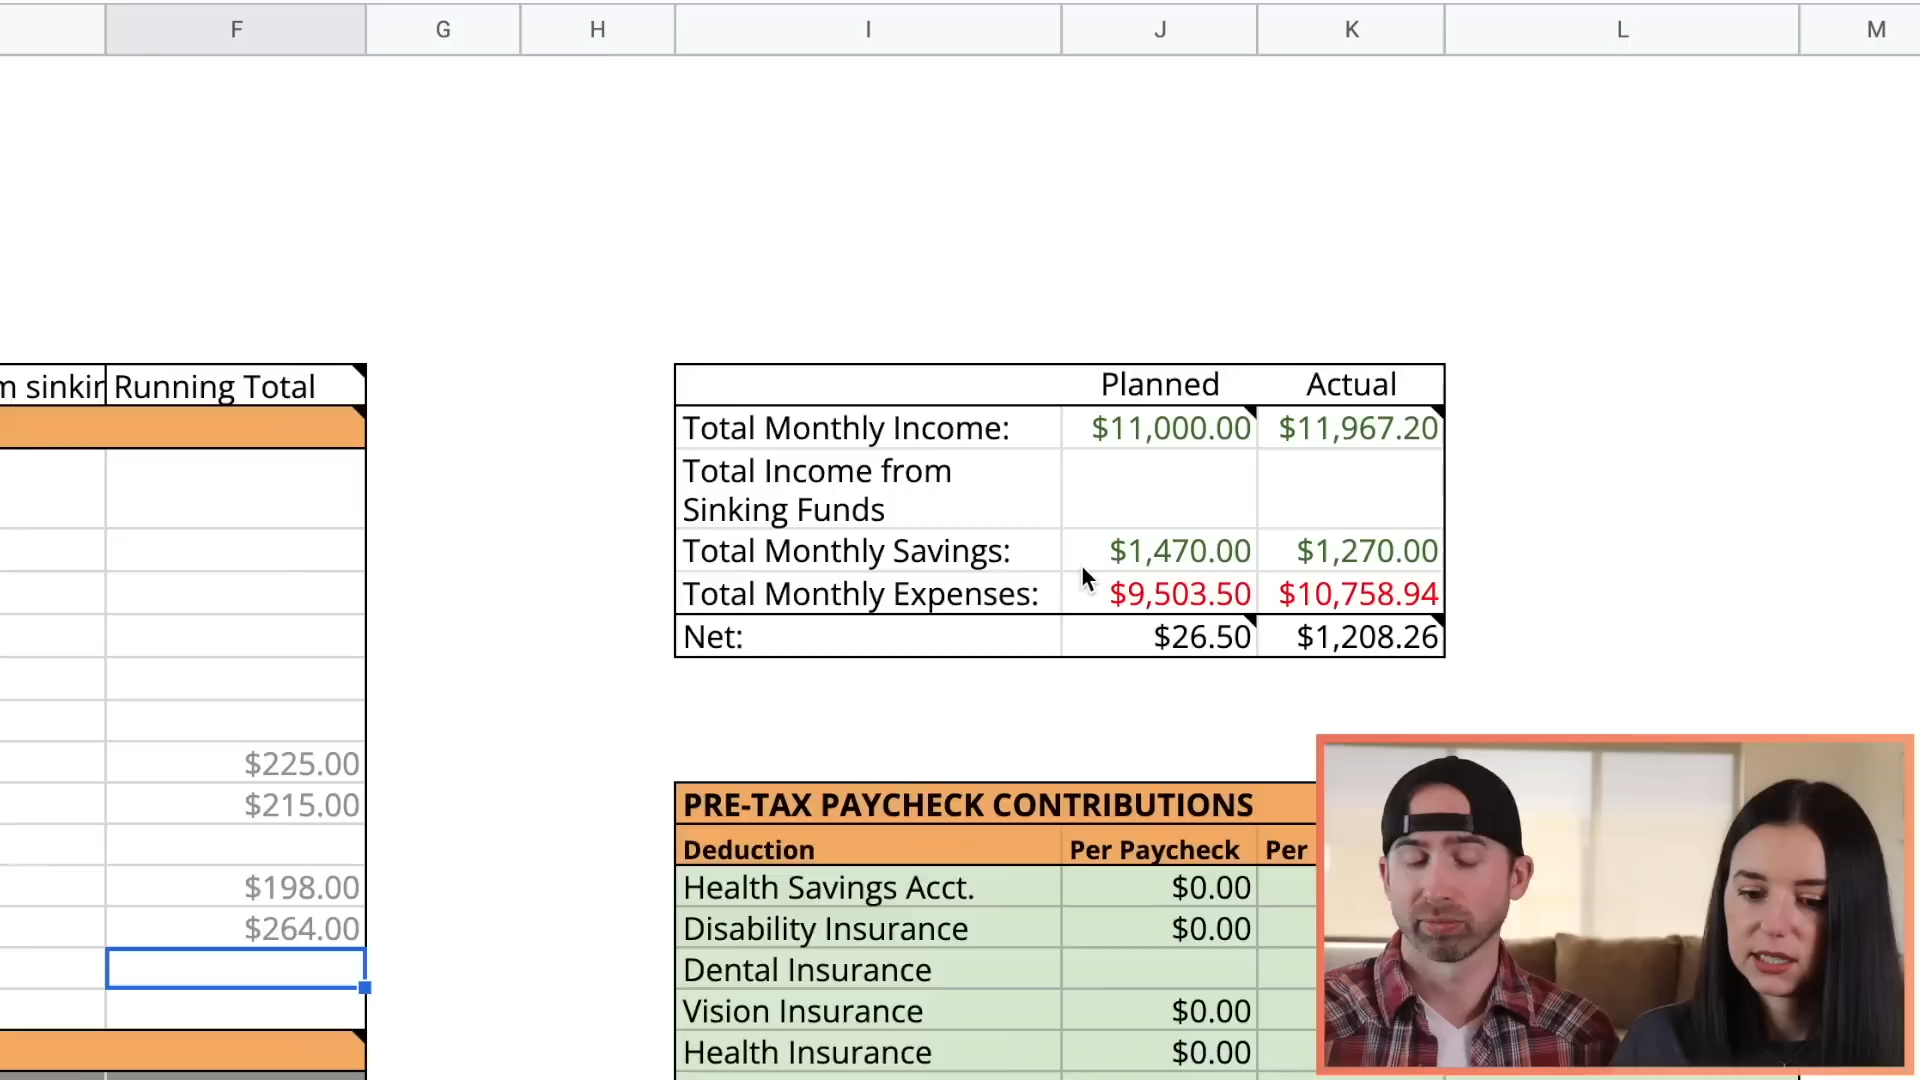 F G H I J K L M
m sinkin Running Total
Planned Actual
Total Monthly Income: $11,000.00 $11,967.20
Total Income from
Sinking Funds
Total Monthly Savings: $1,470.00 $1,270.00
Total Monthly Expenses: $9,503.50 $10,758.94
Net: $26.50 $1,208.26
$225.00
$215.00
$198.00
$264.00
PRE-TAX PAYCHECK CONTRIBUTIONS
Deduction Per Paycheck Per
Health Savings Acct. $0.00
Disability Insurance $0.00
Dental Insurance
Vision Insurance $0.00
Health Insurance $0.00